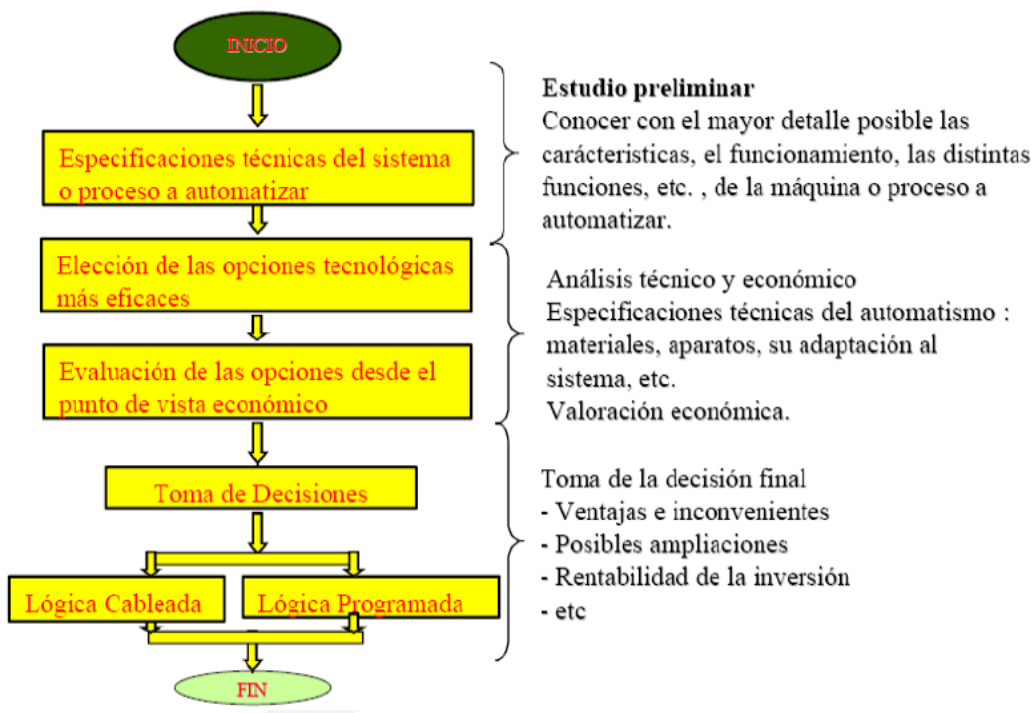 INICIO
Especificaciones técnicas del sistema
o proceso a automatizar
Elección de las opciones tecnológicas
más eficaces
Evaluación de las opciones desde el
punto de vista económico
Toma de Decisiones
Lógica Cableada
Lógica Programada
FIN
Estudio preliminar
Conocer con el mayor detalle posible las
carácteristicas, el funcionamiento, las distintas
funciones, etc. , de la máquina o proceso a
automatizar.
Análisis técnico y económico
Especificaciones técnicas del automatismo :
materiales, aparatos, su adaptación al
sistema, etc.
Valoración económica.
Toma de la decisión final
- Ventajas e inconvenientes
- Posibles ampliaciones
- Rentabilidad de la inversión
- etc